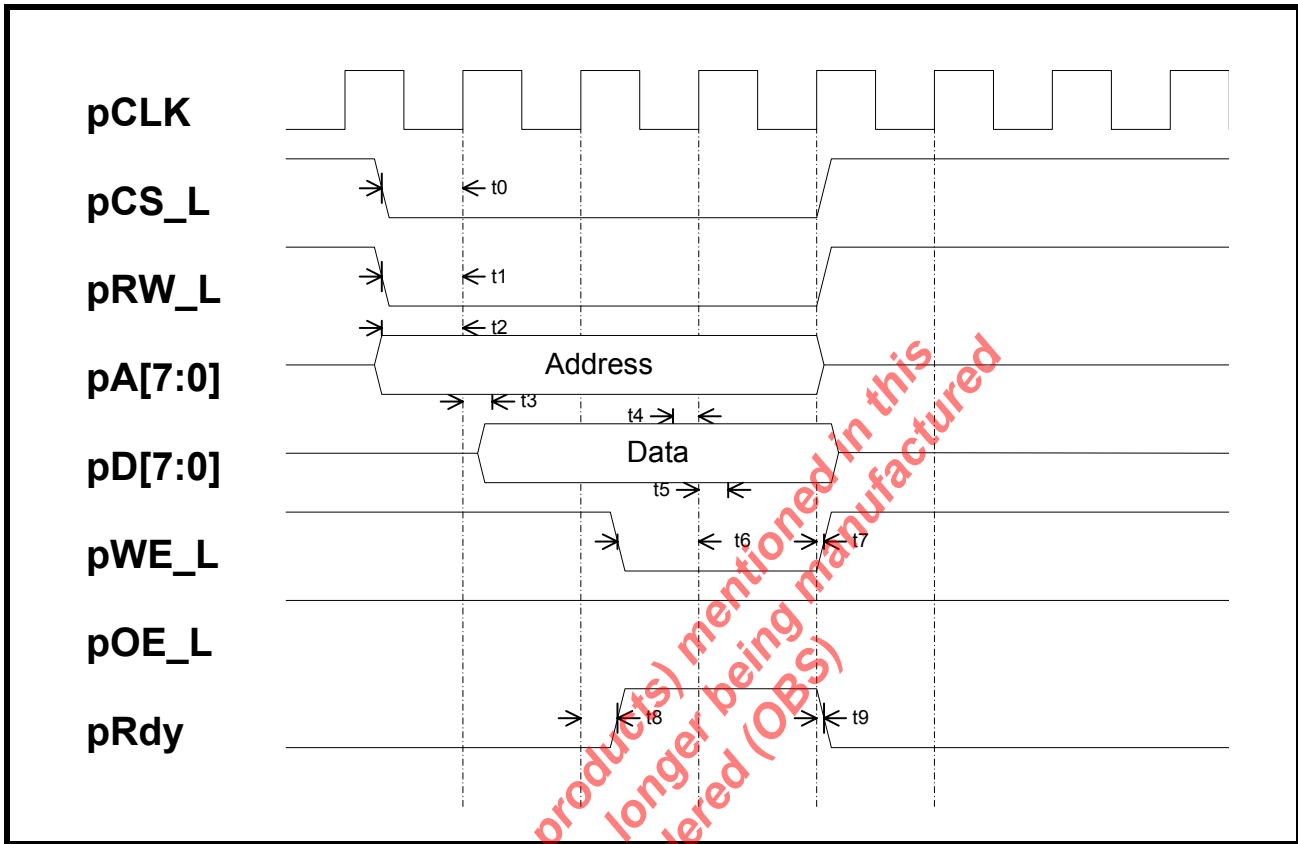 pCLK
pCS_L
t0
pRW_L
t1
t2
pA[7:0]
Address
t3
t4
pD[7:0]
Data
t5
pWE_L
t6
t7
pOE_L
pRdy
t8
t9
products) mentioned in this
longer being manufactured
dered (OBS)